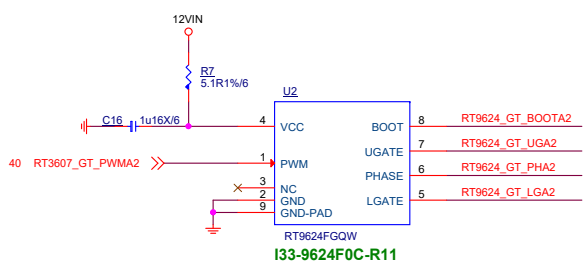 12VIN
R7
5.1R1%/6
U2
C16 1u16X/6
4 VCC BOOT 8 RT9624_GT_BOOTA2
UGATE 7 RT9624_GT_UGA2
40 RT3607_GT_PWMA2 1 PWM
PHASE 6 RT9624_GT_PHA2
3 NC
2 GND LGATE 5 RT9624_GT_LGA2
9 GND-PAD
RT9624FGQW
I33-9624F0C-R11